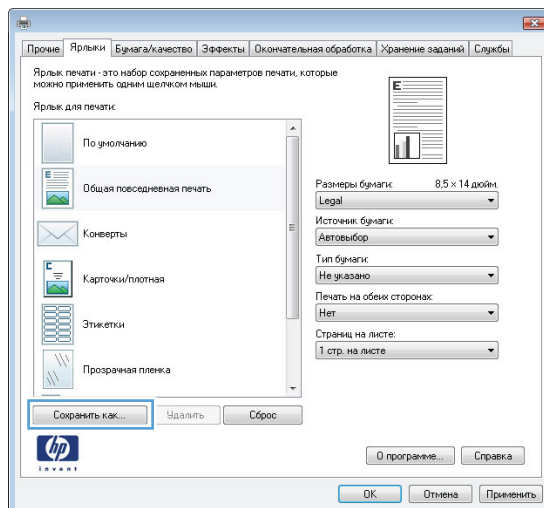 Прочие Ярлыки Бумага/качество Эффекты Окончательная обработка Хранение заданий Службы
Ярлык печати - это набор сохраненных параметров печати, которые
можно применить одним щелчком мыши.
Ярлык для печати:
По умолчанию
Общая повседневная печать
Конверты
Карточки/плотная
Этикетки
Прозрачная пленка
Сохранить как... Удалить Сброс
E
Размеры бумаги: 8,5 × 14 дюйм.
Legal
Источник бумаги:
Автовыбор
Тип бумаги:
Не указано
Печать на обеих сторонах:
Нет
Страниц на листе:
1 стр. на листе
hp
invent
О программе... Справка
OK Отмена Применить